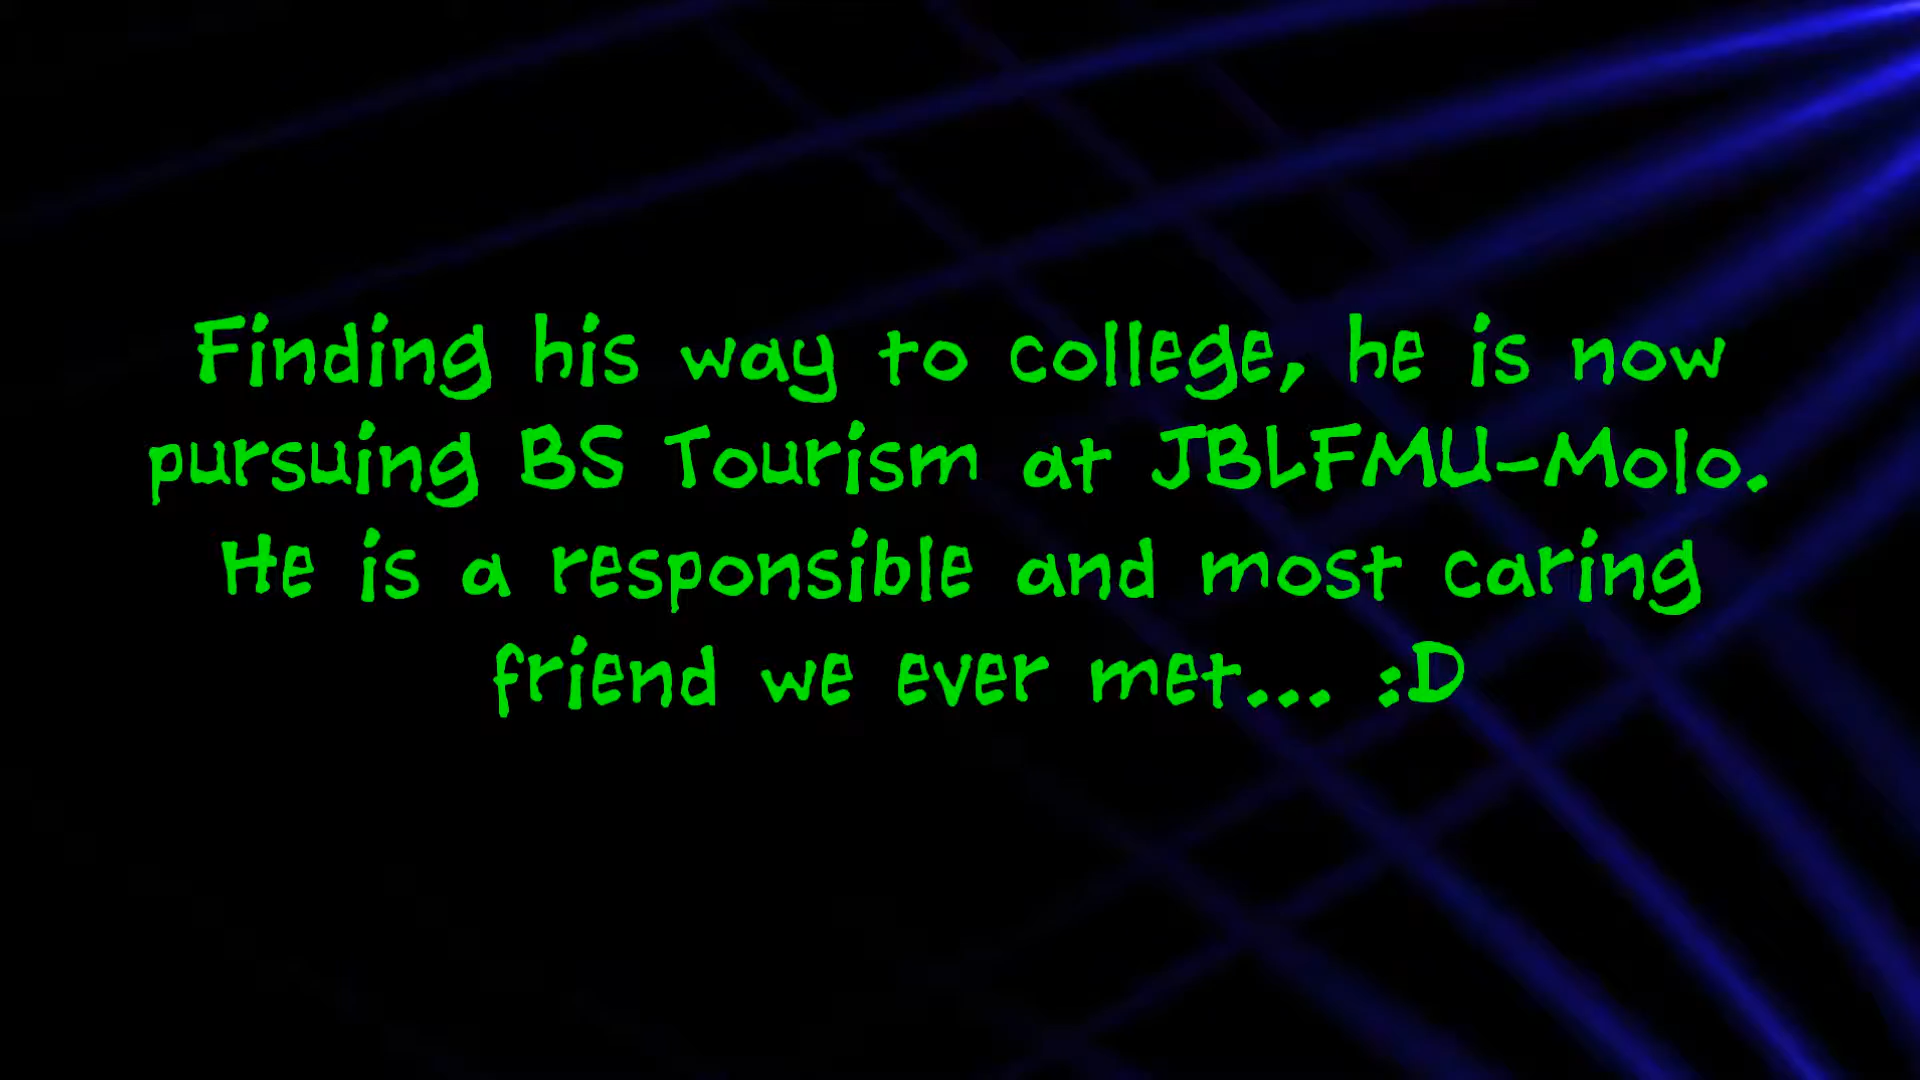 Finding his way to college, he is now
pursuing BS Tourism at JBLFMU-Molo.
He is a responsible and most caring
friend we ever met... :D